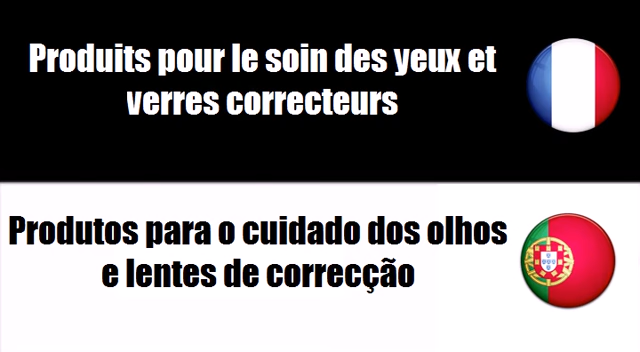 Produits pour le soin des yeux et
verres correcteurs
Produtos para o cuidado dos olhos
e lentes de correcção